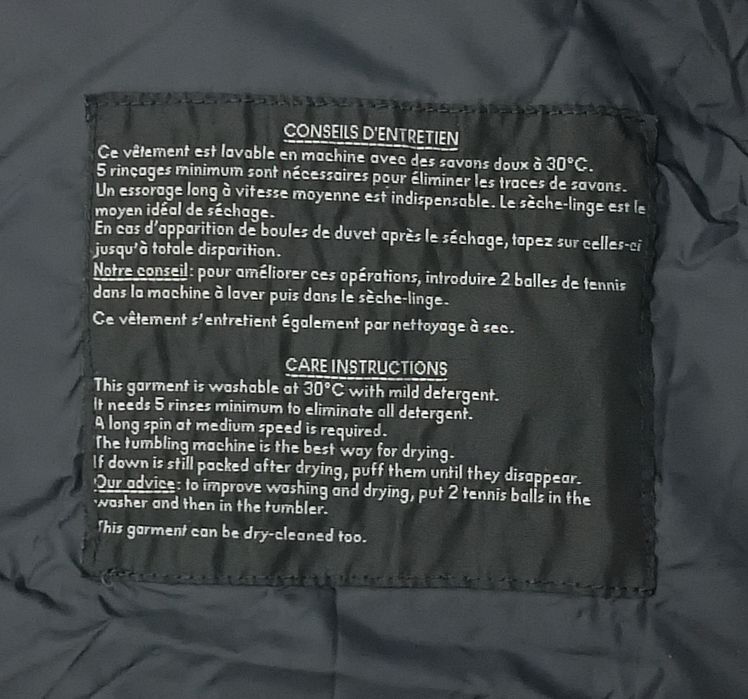 CONSEILS D'ENTRETIEN
Ce vêtement est lavable en machine avec des savons doux à 30°C.
5 rinçages minimum sont nécessaires pour éliminer les traces de savons.
Un essorage long à vitesse moyenne est indispensable. Le sèche-linge est le
moyen idéal de séchage.
En cas d'apparition de boules de duvet après le séchage, tapez sur celles-ci
jusqu'à totale disparition.
Notre conseil: pour améliorer ces opérations, introduire 2 balles de tennis
dans la machine à laver puis dans le sèche-linge.
Ce vêtement s'entretient également par nettoyage à sec.
CARE INSTRUCTIONS
This garment is washable at 30°C with mild detergent.
It needs 5 rinses minimum to eliminate all detergent.
A long spin at medium speed is required.
The tumbling machine is the best way for drying.
If down is still packed after drying, puff them until they disappear.
Our advice: to improve washing and drying, put 2 tennis balls in the
washer and then in the tumbler.
This garment can be dry-cleaned too.